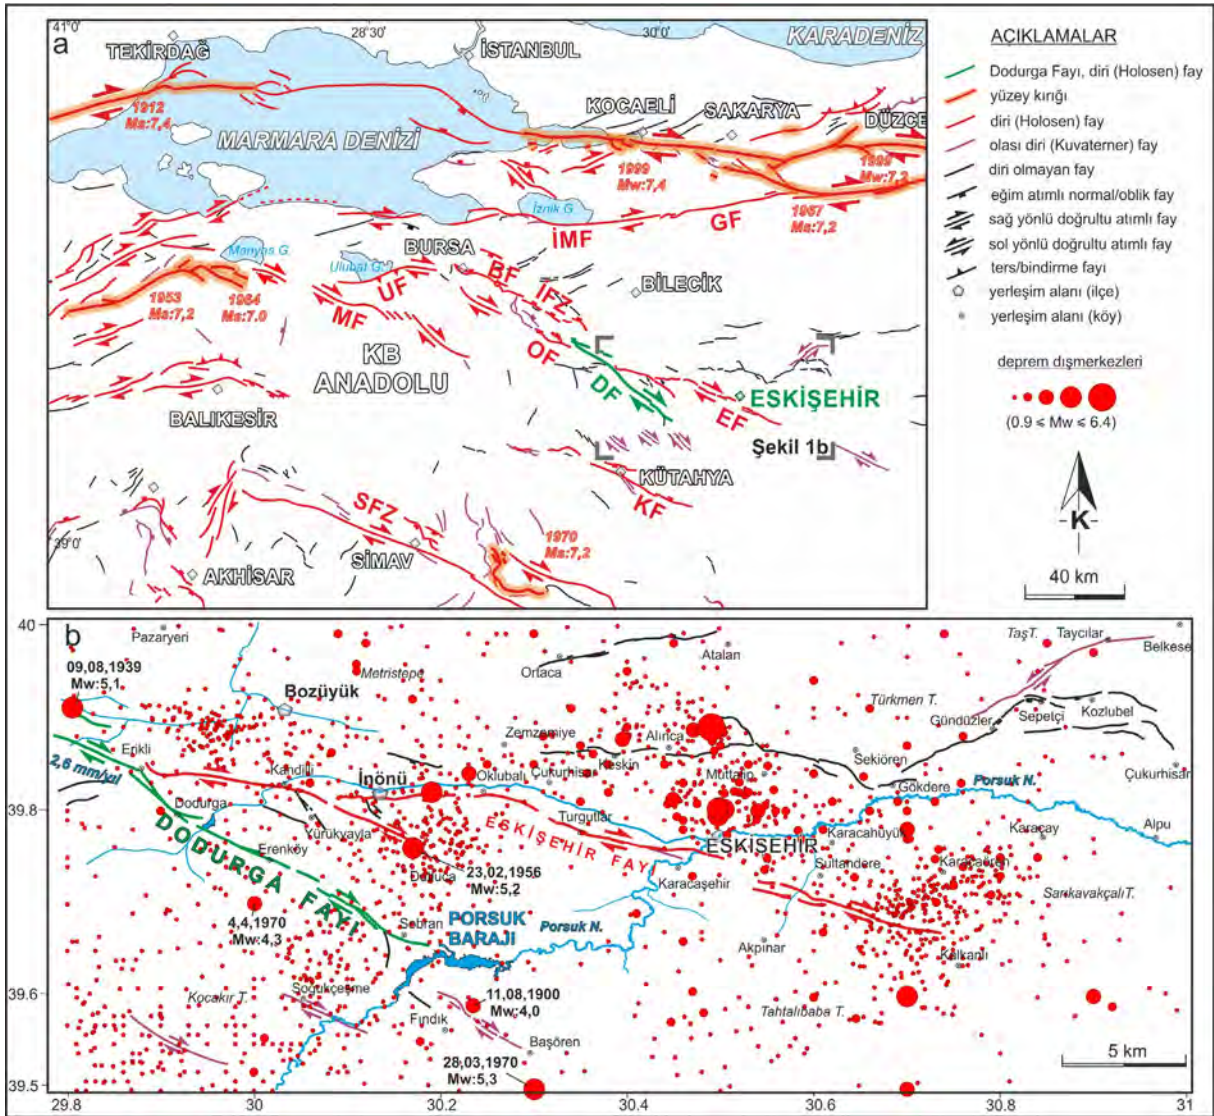 41°0'
28°30'
30°0'
a
TEKİRDAĞ
İSTANBUL
KARADENİZ
1912
Ms:7,4
MARMARA DENİZİ
KOCAELİ
SAKARYA
DÜZCE
1999
Mw:7,4
1999
Mw:7,2
1967
Ms:7,2
İznik G.
İMF
GF
Manyas G.
BURSA
Ulubat G.
UF
BF
İFZ
BİLECİK
1953
Ms:7,2
1964
Ms:7.0
MF
OF
KB
ANADOLU
DF
ESKİŞEHİR
EF
BALIKESİR
Şekil 1b
KÜTAHYA
KF
SFZ
39°0'
SİMAV
1970
Ms:7,2
AKHİSAR
AÇIKLAMALAR
Dodurga Fayı, diri (Holosen) fay
yüzey kırığı
diri (Holosen) fay
olası diri (Kuvaterner) fay
diri olmayan fay
eğim atımlı normal/oblik fay
sağ yönlü doğrultu atımlı fay
sol yönlü doğrultu atımlı fay
ters/bindirme fayı
yerleşim alanı (ilçe)
yerleşim alanı (köy)
deprem dışmerkezleri
(0.9 ⩽ Mw ⩽ 6.4)
K
40 km
40
b
Pazaryeri
09,08,1939
Mw:5,1
Metristepe
Ortaca
Atalan
Taş T.
Taycılar
Belkese
Bozüyük
Türkmen T.
Zemzemiye
Alınca
Gündüzler
Sepetçi
Kozlubel
Erikli
2,6 mm/yıl
Kandilli
İnönü
Oklubalı
Çukurhisar
Keskin
Muttalip
Sekiören
Gökdere
Porsuk N.
Çukurhisar
39.8
Dodurga
Yürükyayla
Turgutlar
ESKİŞEHİR FAYI
ESKİŞEHİR
Karacahüyük
Karaçay
Alpu
DODURGA FAYI
Erenköy
Dutluca
23,02,1956
Mw:5,2
Karacaşehir
Sultandere
Karacaören
Sarıkavakçalı T.
4,4,1970
Mw:4,3
Sobran
PORSUK
BARAJI
Porsuk N.
Akpınar
Kalkanlı
39.6
Kocakır T.
Söğükçeşme
11,08,1900
Mw:4,0
Tahtalıbaba T.
Fındık
Başören
28,03,1970
Mw:5,3
5 km
39.5
29.8
30
30.2
30.4
30.6
30.8
31